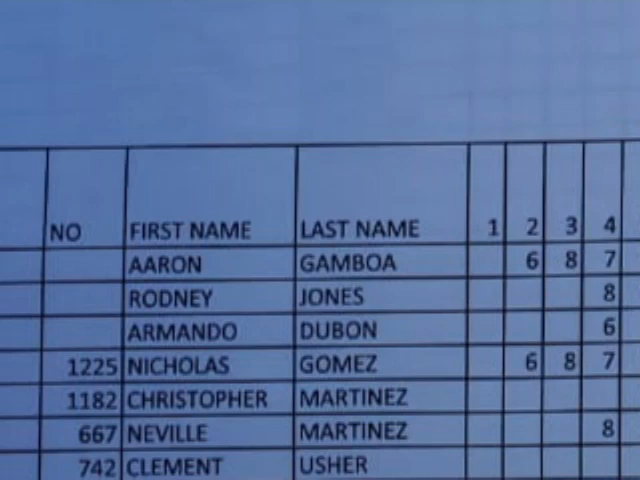 NO FIRST NAME LAST NAME 1 2 3 4
AARON GAMBOA 6 8 7
RODNEY JONES 8
ARMANDO DUBON 6
1225 NICHOLAS GOMEZ 6 8 7
1182 CHRISTOPHER MARTINEZ
667 NEVILLE MARTINEZ 8
742 CLEMENT USHER